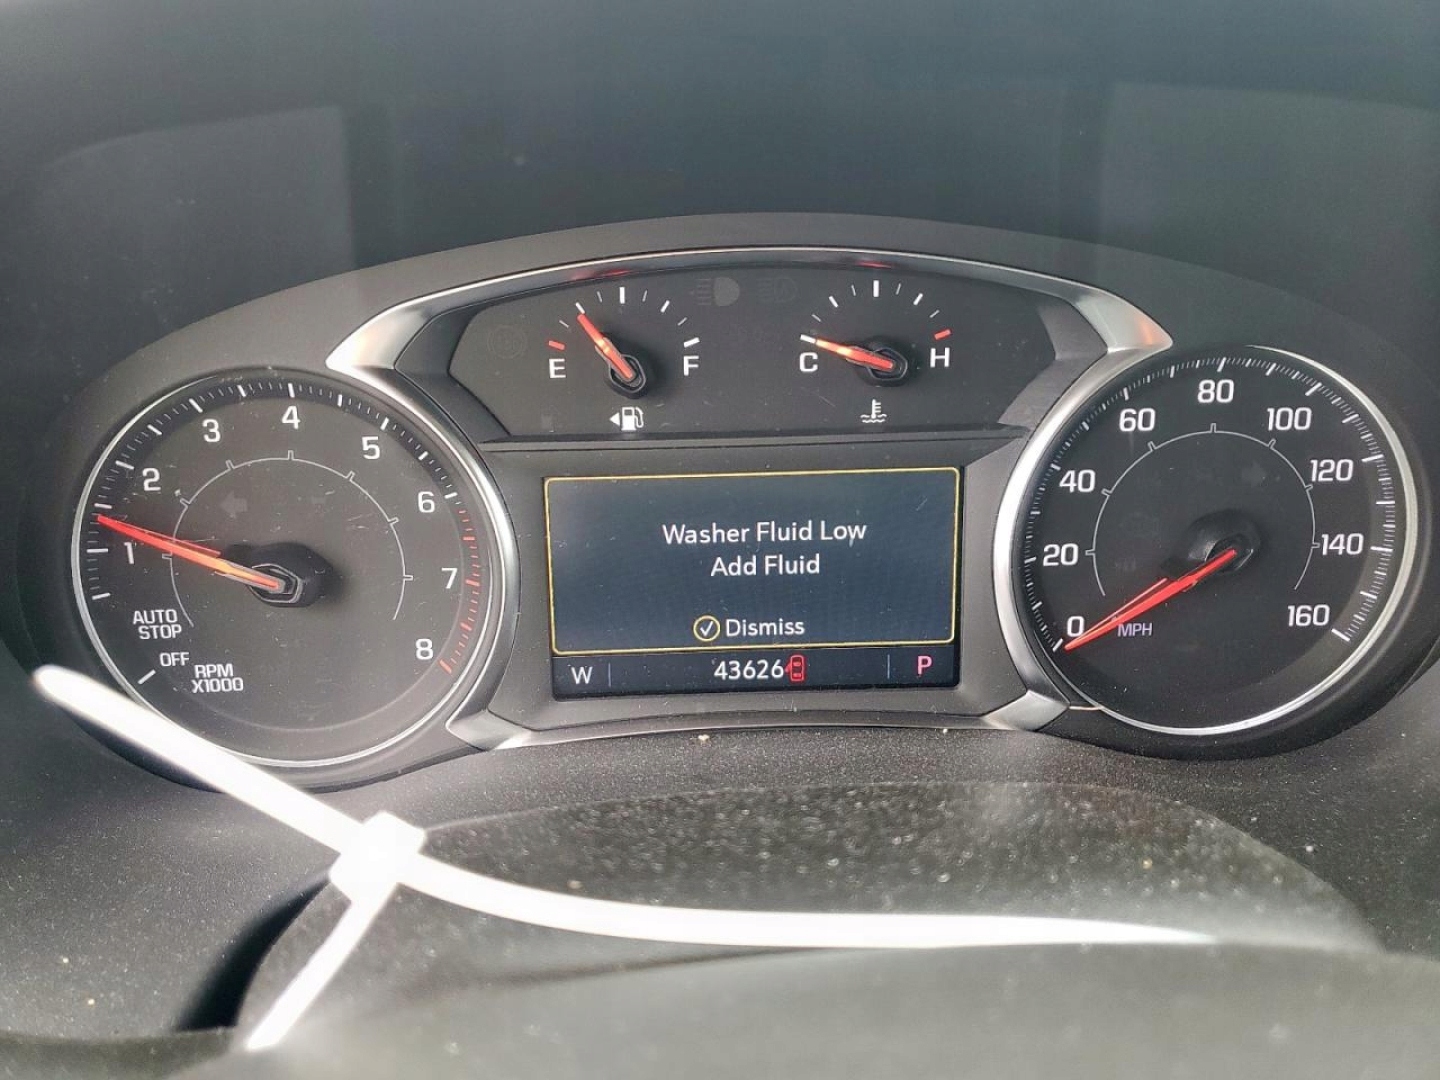 E F
C H
1 2 3 4 5 6 7 8
AUTO
STOP
OFF
RPM
X1000
Washer Fluid Low
Add Fluid
Dismiss
W 43626 P
0 20 40 60 80 100 120 140 160
MPH